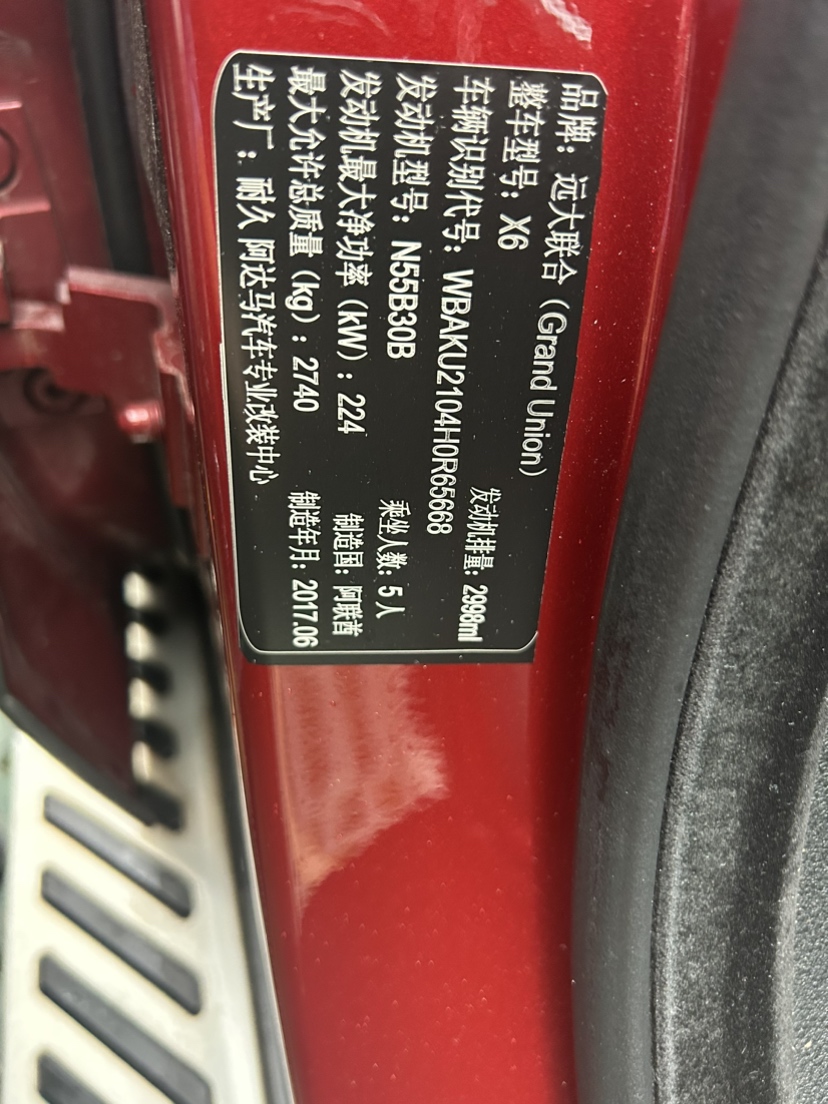 品牌：远大联合（Grand Union）
整车型号：X6
车辆识别代号：WBAKU2104H0R65668
发动机型号：N55B30B 发动机排量：2998ml
发动机最大净功率（kW）：224 乘坐人数：5人
最大允许总质量（kg）：2740 制造国：阿联酋
生产厂：耐久 阿达马汽车专业改装中心 制造年月：2017.06